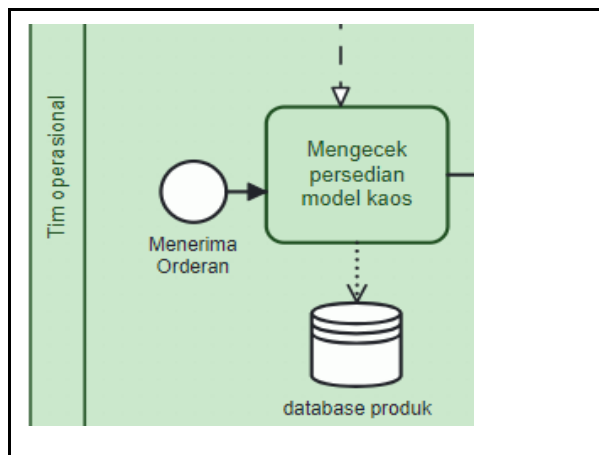 Tim operasional
Mengecek
persedian
model kaos
Menerima
Orderan
database produk